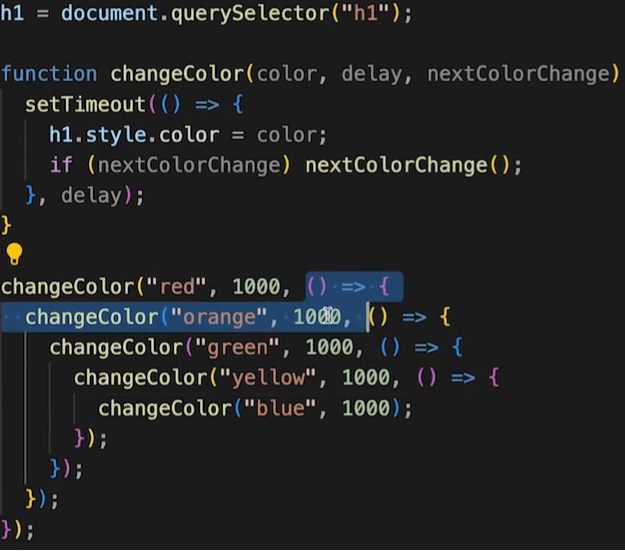 h1 = document.querySelector("h1");
function changeColor(color, delay, nextColorChange)
setTimeout(() => {
h1.style.color = color;
if (nextColorChange) nextColorChange();
}, delay);
}
changeColor("red", 1000, () => {
changeColor("orange", 1000, () => {
changeColor("green", 1000, () => {
changeColor("yellow", 1000, () => {
changeColor("blue", 1000);
});
});
});
});